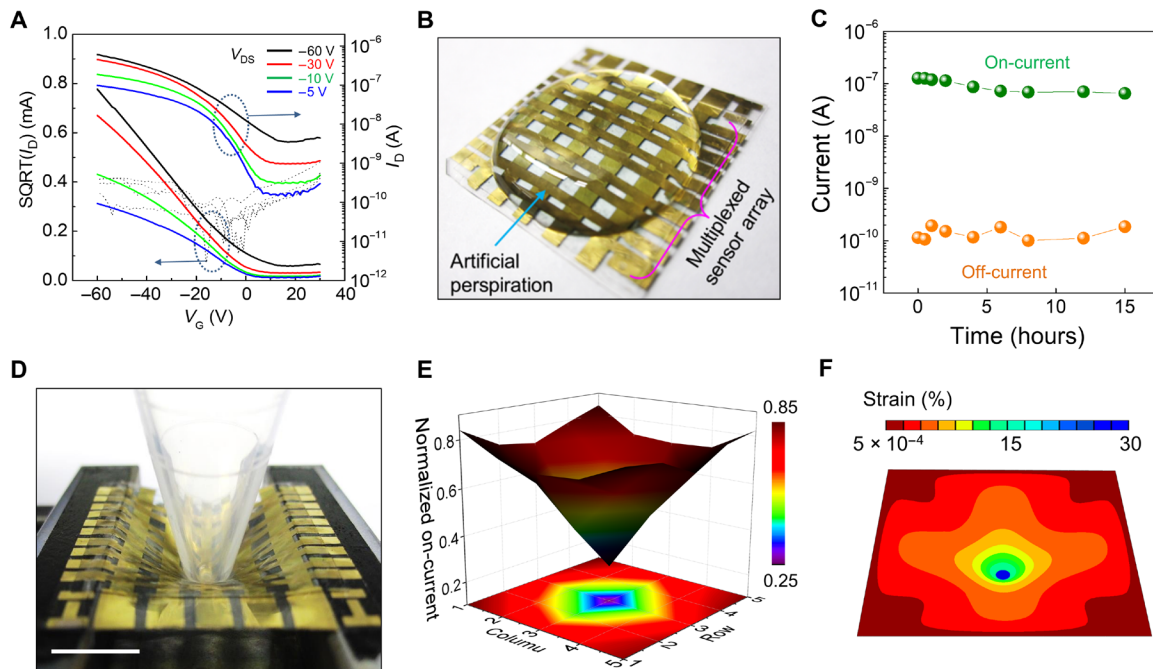 A
SQRT(I_D) (mA)
1.0
0.8
0.6
0.4
0.2
0.0
V_DS
–60 V
–30 V
–10 V
–5 V
10⁻⁶
10⁻⁷
10⁻⁸
10⁻⁹
10⁻¹⁰
10⁻¹¹
10⁻¹²
I_D (A)
−60
−40
−20
0
20
40
V_G (V)
B
Artificial
perspiration
Multiplexed
sensor array
C
Current (A)
10⁻⁶
10⁻⁷
10⁻⁸
10⁻⁹
10⁻¹⁰
10⁻¹¹
On-current
Off-current
0
5
10
15
Time (hours)
D
E
Normalized on-current
0.8
0.6
0.4
0.2
1
2
3
4
5
Columu
1
2
3
4
5
Row
0.85
0.25
F
Strain (%)
5 × 10⁻⁴
15
30